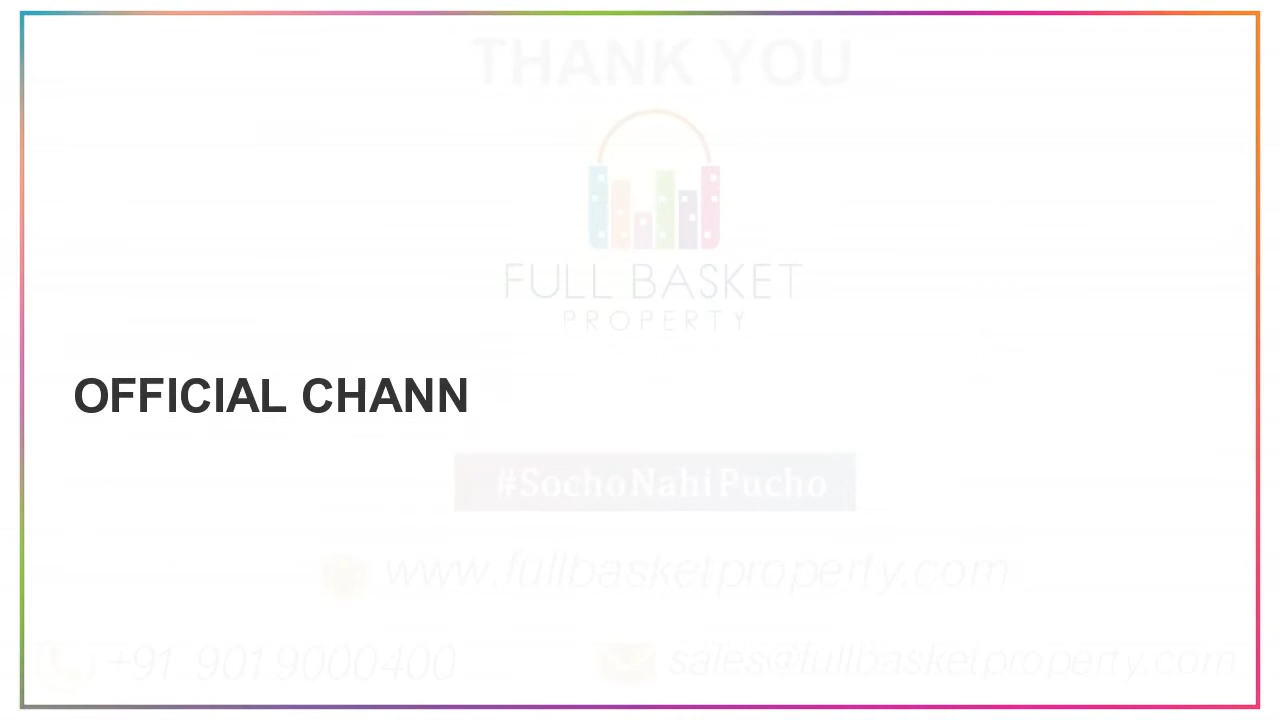 THANK YOU
FULL BASKET
PROPERTY
OFFICIAL CHANN
#SochoNahiPucho
www.fullbasketproperty.com
+91 9019000400
sales@fullbasketproperty.com